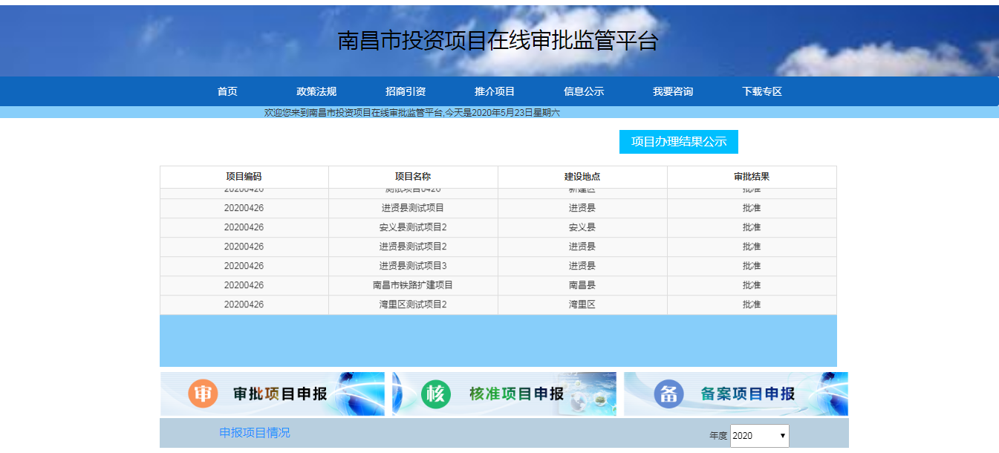 南昌市投资项目在线审批监管平台
首页 政策法规 招商引资 推介项目 信息公示 我要咨询 下载专区
欢迎您来到南昌市投资项目在线审批监管平台,今天是2020年5月23日星期六
项目办理结果公示
项目编码 项目名称 建设地点 审批结果
20200426 测试项目0426 新建区 批准
20200426 进贤县测试项目 进贤县 批准
20200426 安义县测试项目2 安义县 批准
20200426 进贤县测试项目2 进贤县 批准
20200426 进贤县测试项目3 进贤县 批准
20200426 南昌市铁路扩建项目 南昌县 批准
20200426 湾里区测试项目2 湾里区 批准
审 审批项目申报 核 核准项目申报 备 备案项目申报
申报项目情况 年度 2020